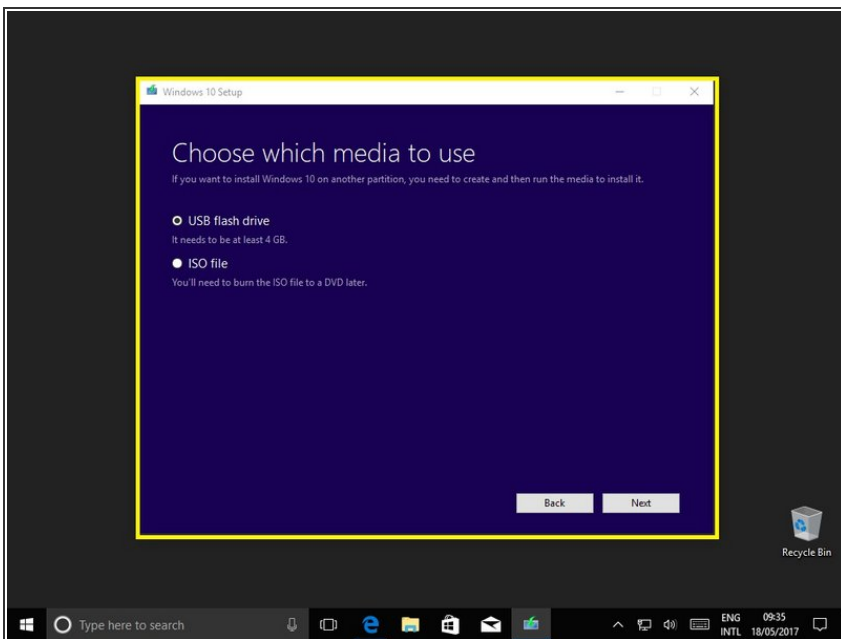 Windows 10 Setup
Choose which media to use
If you want to install Windows 10 on another partition, you need to create and then run the media to install it.
USB flash drive
It needs to be at least 4 GB.
ISO file
You'll need to burn the ISO file to a DVD later.
Back Next
Recycle Bin
Type here to search
ENG 09:35
INTL 18/05/2017